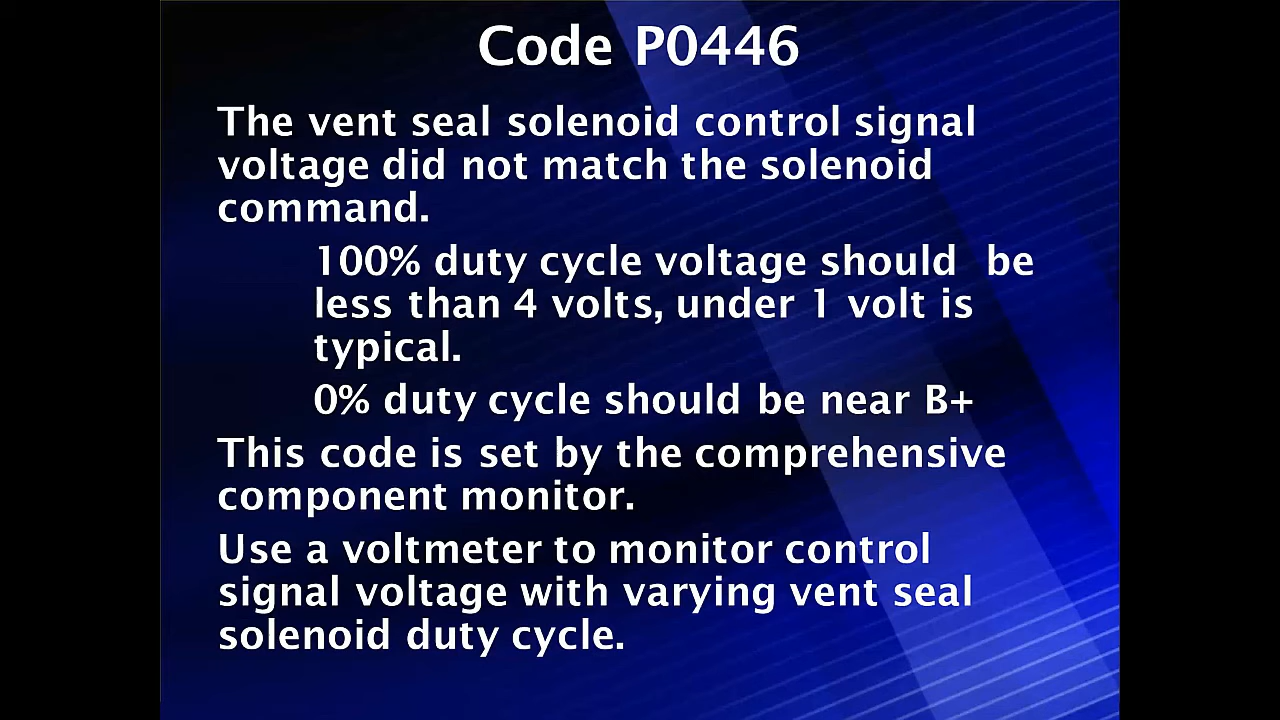 Code P0446
The vent seal solenoid control signal
voltage did not match the solenoid
command.
100% duty cycle voltage should  be
less than 4 volts, under 1 volt is
typical.
0% duty cycle should be near B+
This code is set by the comprehensive
component monitor.
Use a voltmeter to monitor control
signal voltage with varying vent seal
solenoid duty cycle.